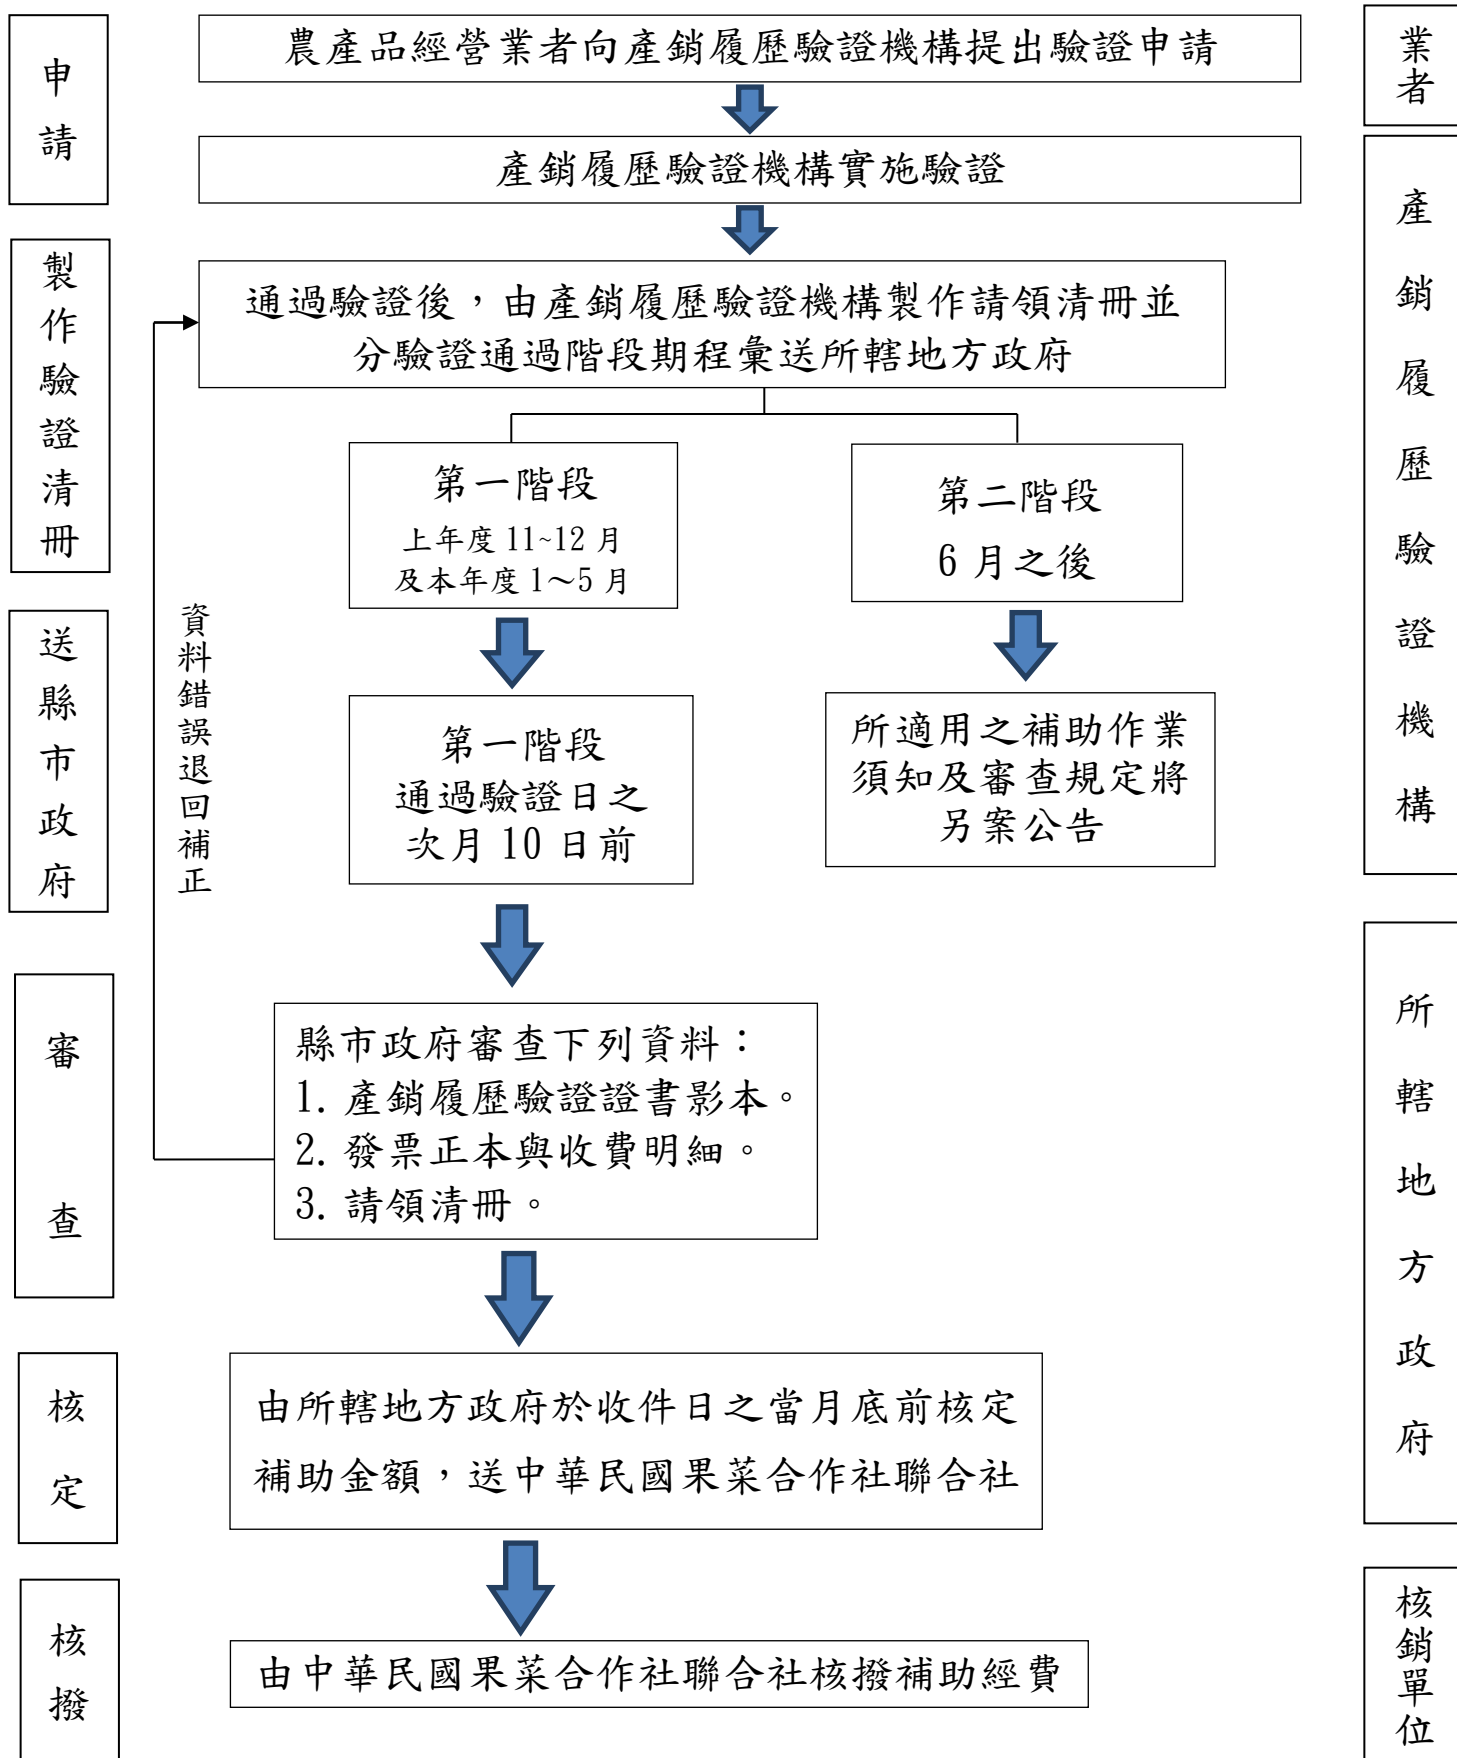 申請
農產品經營業者向產銷履歷驗證機構提出驗證申請
業者
產銷履歷驗證機構實施驗證
產銷履歷驗證機構
製作驗證清冊
通過驗證後，由產銷履歷驗證機構製作請領清冊並
分驗證通過階段期程彙送所轄地方政府
第一階段
上年度 11~12 月
及本年度 1～5 月
第二階段
6 月之後
送縣市政府
資料錯誤退回補正
第一階段
通過驗證日之
次月 10 日前
所適用之補助作業
須知及審查規定將
另案公告
審查
縣市政府審查下列資料：
1. 產銷履歷驗證證書影本。
2. 發票正本與收費明細。
3. 請領清冊。
所轄地方政府
核定
由所轄地方政府於收件日之當月底前核定
補助金額，送中華民國果菜合作社聯合社
核撥
由中華民國果菜合作社聯合社核撥補助經費
核銷單位